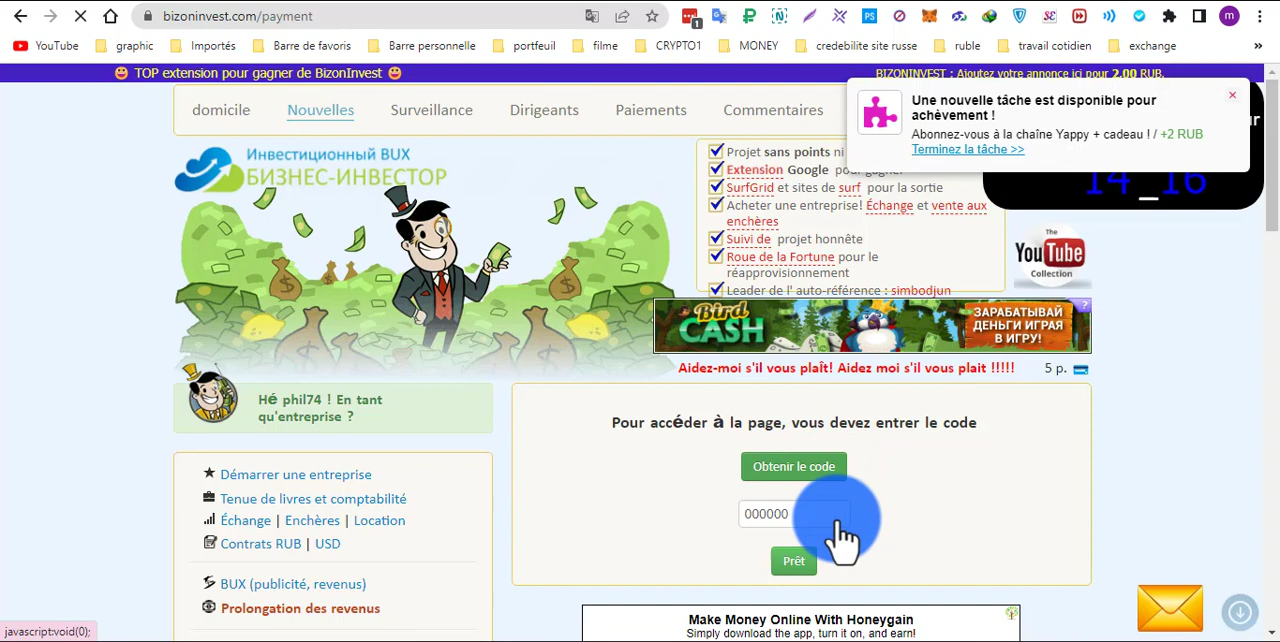 bizoninvest.com/payment
1
m
YouTube graphic Importés Barre de favoris Barre personnelle portfeuil filme CRYPTO1 MONEY credebilite site russe ruble travail cotidien exchange »
TOP extension pour gagner de BizonInvest
BIZONINVEST : Ajoutez votre annonce ici pour 2.00 RUB.
domicile Nouvelles Surveillance Dirigeants Paiements Commentaires
Une nouvelle tâche est disponible pour
achèvement !
Abonnez-vous à la chaîne Yappy + cadeau ! / +2 RUB
Terminez la tâche >>
14_16
Инвестиционный BUX
БИЗНЕС-ИНВЕСТОР
Projet sans points ni
Extension Google pour gagner
SurfGrid et sites de surf pour la sortie
Acheter une entreprise! Échange et vente aux
enchères
Suivi de projet honnête
Roue de la Fortune pour le
réapprovisionnement
Leader de l' auto-référence : simbodjun
The
YouTube
Collection
Bird
CASH
ЗАРАБАТЫВАЙ
ДЕНЬГИ ИГРАЯ
В ИГРУ!
?
Aidez-moi s'il vous plaît! Aidez moi s'il vous plait !!!!! 5 р.
Hé phil74 ! En tant
qu'entreprise ?
Pour accéder à la page, vous devez entrer le code
Obtenir le code
000000
Prêt
Démarrer une entreprise
Tenue de livres et comptabilité
Échange | Enchères | Location
Contrats RUB | USD
BUX (publicité, revenus)
Prolongation des revenus
Make Money Online With Honeygain
Simply download the app, turn it on, and earn!
javascript:void(0);